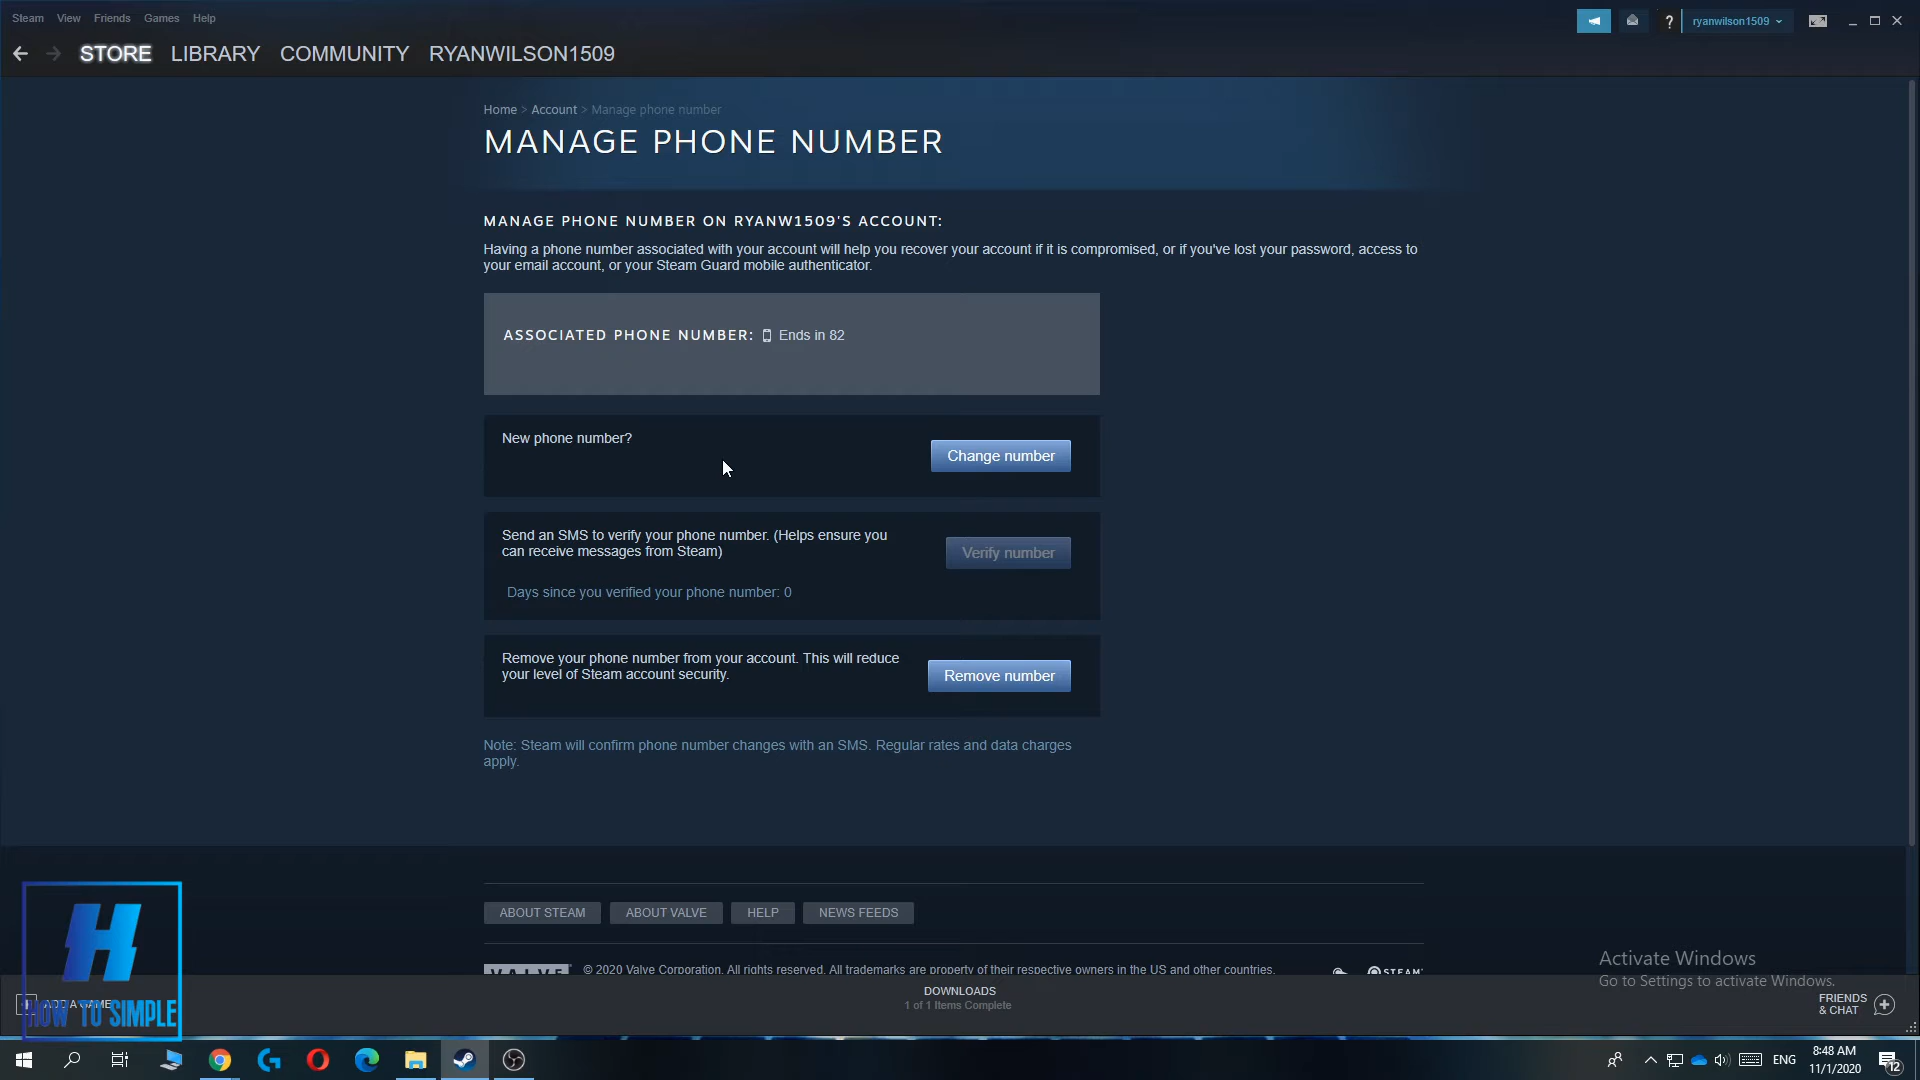 Steam View Friends Games Help
? ryanwilson1509
STORE LIBRARY COMMUNITY RYANWILSON1509
Home > Account > Manage phone number
MANAGE PHONE NUMBER
MANAGE PHONE NUMBER ON RYANW1509'S ACCOUNT:
Having a phone number associated with your account will help you recover your account if it is compromised, or if you've lost your password, access to
your email account, or your Steam Guard mobile authenticator.
ASSOCIATED PHONE NUMBER: Ends in 82
New phone number?
Change number
Send an SMS to verify your phone number. (Helps ensure you
can receive messages from Steam)
Verify number
Days since you verified your phone number: 0
Remove your phone number from your account. This will reduce
your level of Steam account security.
Remove number
Note: Steam will confirm phone number changes with an SMS. Regular rates and data charges
apply.
ABOUT STEAM ABOUT VALVE HELP NEWS FEEDS
VALVE © 2020 Valve Corporation. All rights reserved. All trademarks are property of their respective owners in the US and other countries. STEAM
Activate Windows
Go to Settings to activate Windows.
DOWNLOADS
1 of 1 Items Complete
ADD A GAME
FRIENDS
& CHAT
H
HOW TO SIMPLE
ENG
8:48 AM
11/1/2020
12